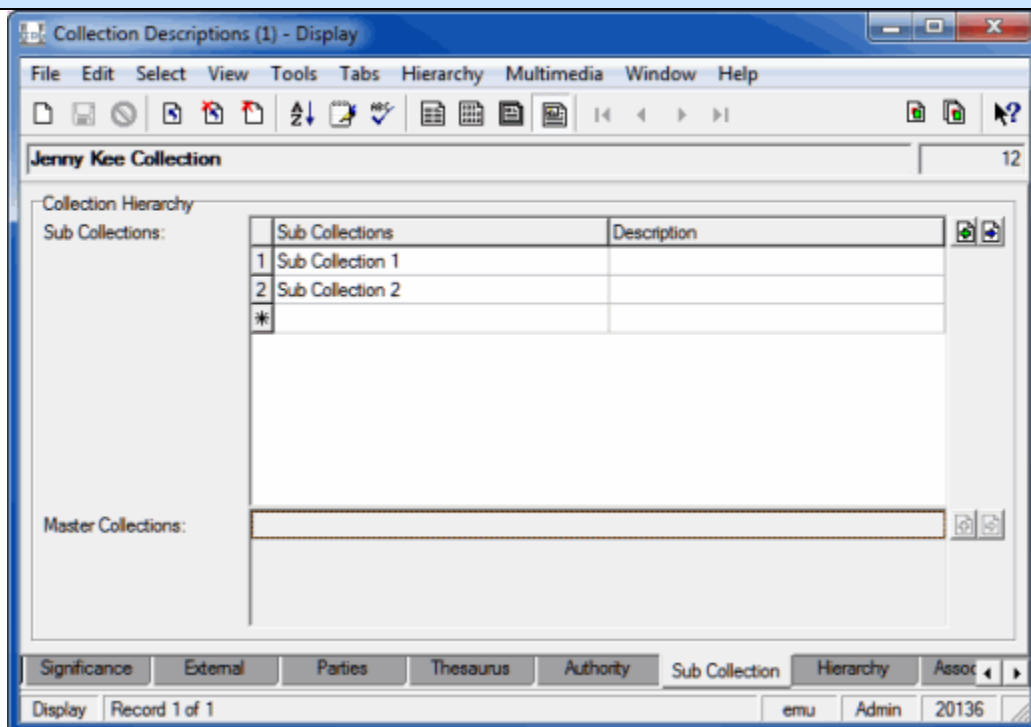 Collection Descriptions (1) - Display
File Edit Select View Tools Tabs Hierarchy Multimedia Window Help
Jenny Kee Collection 12
Collection Hierarchy
Sub Collections: Sub Collections Description
1 Sub Collection 1
2 Sub Collection 2
*
Master Collections:
Significance External Parties Thesaurus Authority Sub Collection Hierarchy Assoc
Display Record 1 of 1 emu Admin 20136